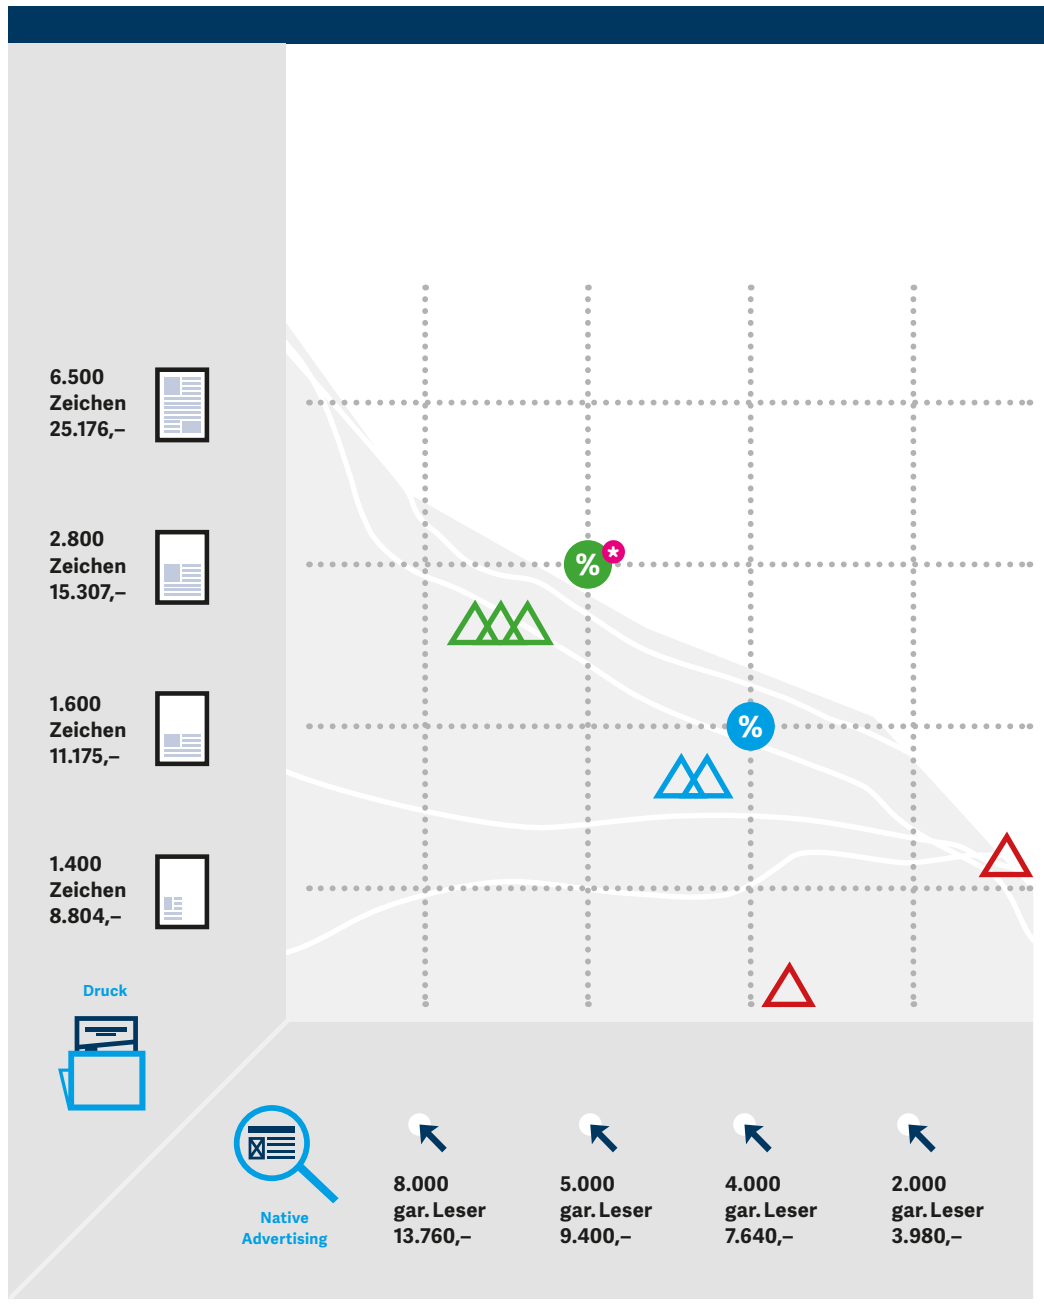 6.500
Zeichen
25.176,–
2.800
Zeichen
15.307,–
%*
1.600
Zeichen
11.175,–
%
1.400
Zeichen
8.804,–
Druck
Native
Advertising
8.000
gar. Leser
13.760,–
5.000
gar. Leser
9.400,–
4.000
gar. Leser
7.640,–
2.000
gar. Leser
3.980,–